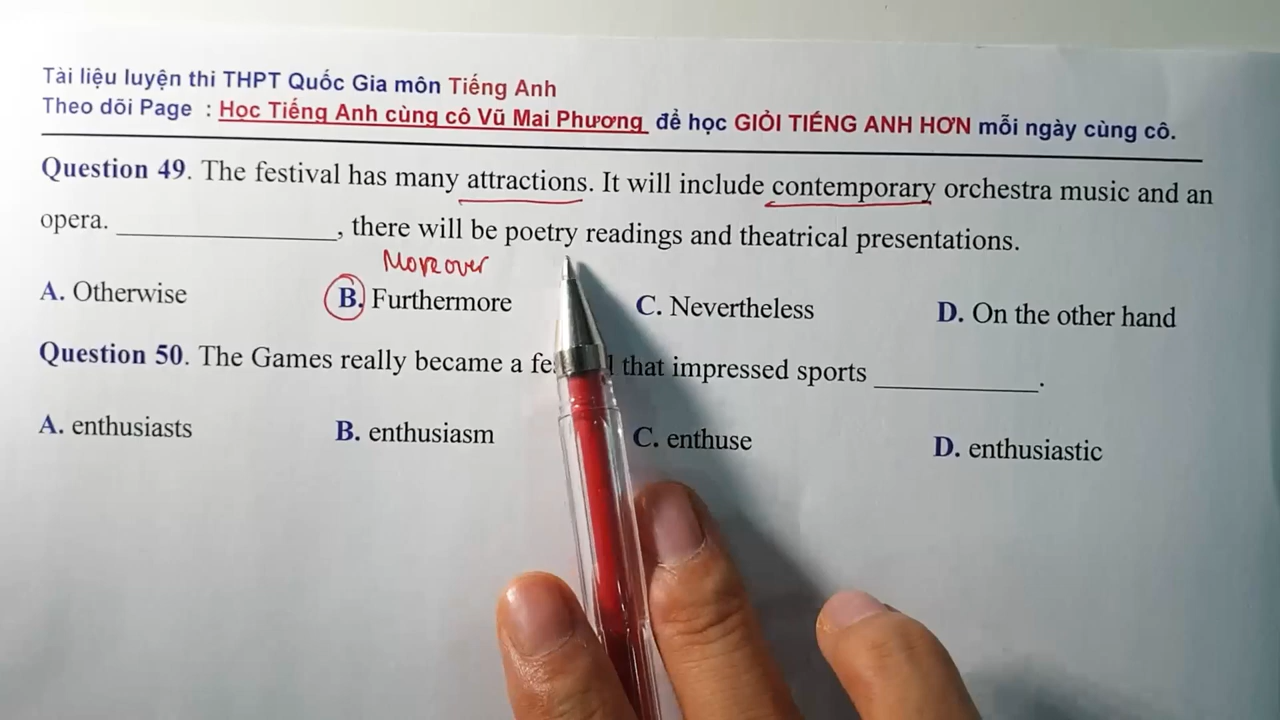 Tài liệu luyện thi THPT Quốc Gia môn Tiếng Anh
Theo dõi Page : Học Tiếng Anh cùng cô Vũ Mai Phương để học GIỎI TIẾNG ANH HƠN mỗi ngày cùng cô.
Question 49. The festival has many attractions. It will include contemporary orchestra music and an
opera. _______________, there will be poetry readings and theatrical presentations.
Moreover
A. Otherwise B. Furthermore C. Nevertheless D. On the other hand
Question 50. The Games really became a that impressed sports ___________.
A. enthusiasts B. enthusiasm C. enthuse D. enthusiastic